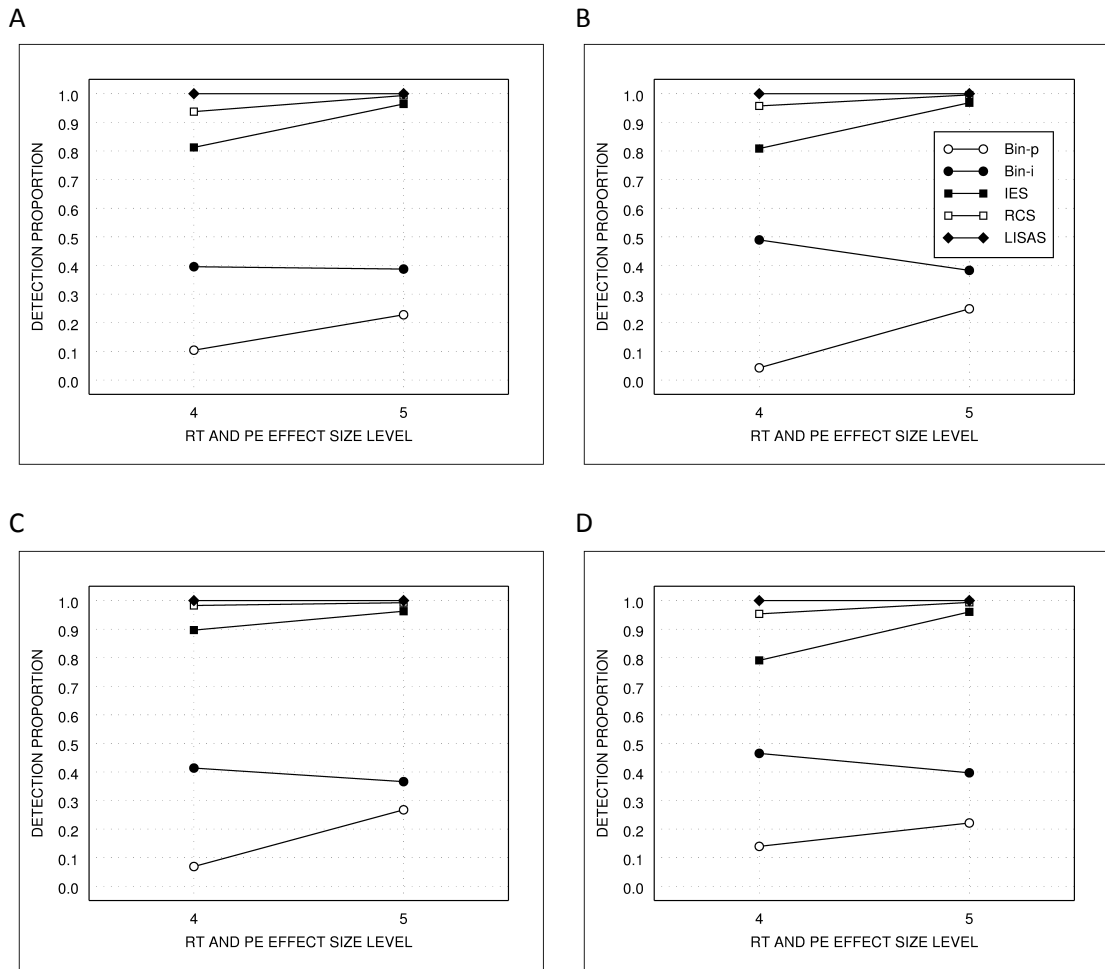 A
DETECTION PROPORTION
1.0
0.9
0.8
0.7
0.6
0.5
0.4
0.3
0.2
0.1
0.0
4 5
RT AND PE EFFECT SIZE LEVEL
B
DETECTION PROPORTION
1.0
0.9
0.8
0.7
0.6
0.5
0.4
0.3
0.2
0.1
0.0
Bin-p
Bin-i
IES
RCS
LISAS
4 5
RT AND PE EFFECT SIZE LEVEL
C
DETECTION PROPORTION
1.0
0.9
0.8
0.7
0.6
0.5
0.4
0.3
0.2
0.1
0.0
4 5
RT AND PE EFFECT SIZE LEVEL
D
DETECTION PROPORTION
1.0
0.9
0.8
0.7
0.6
0.5
0.4
0.3
0.2
0.1
0.0
4 5
RT AND PE EFFECT SIZE LEVEL